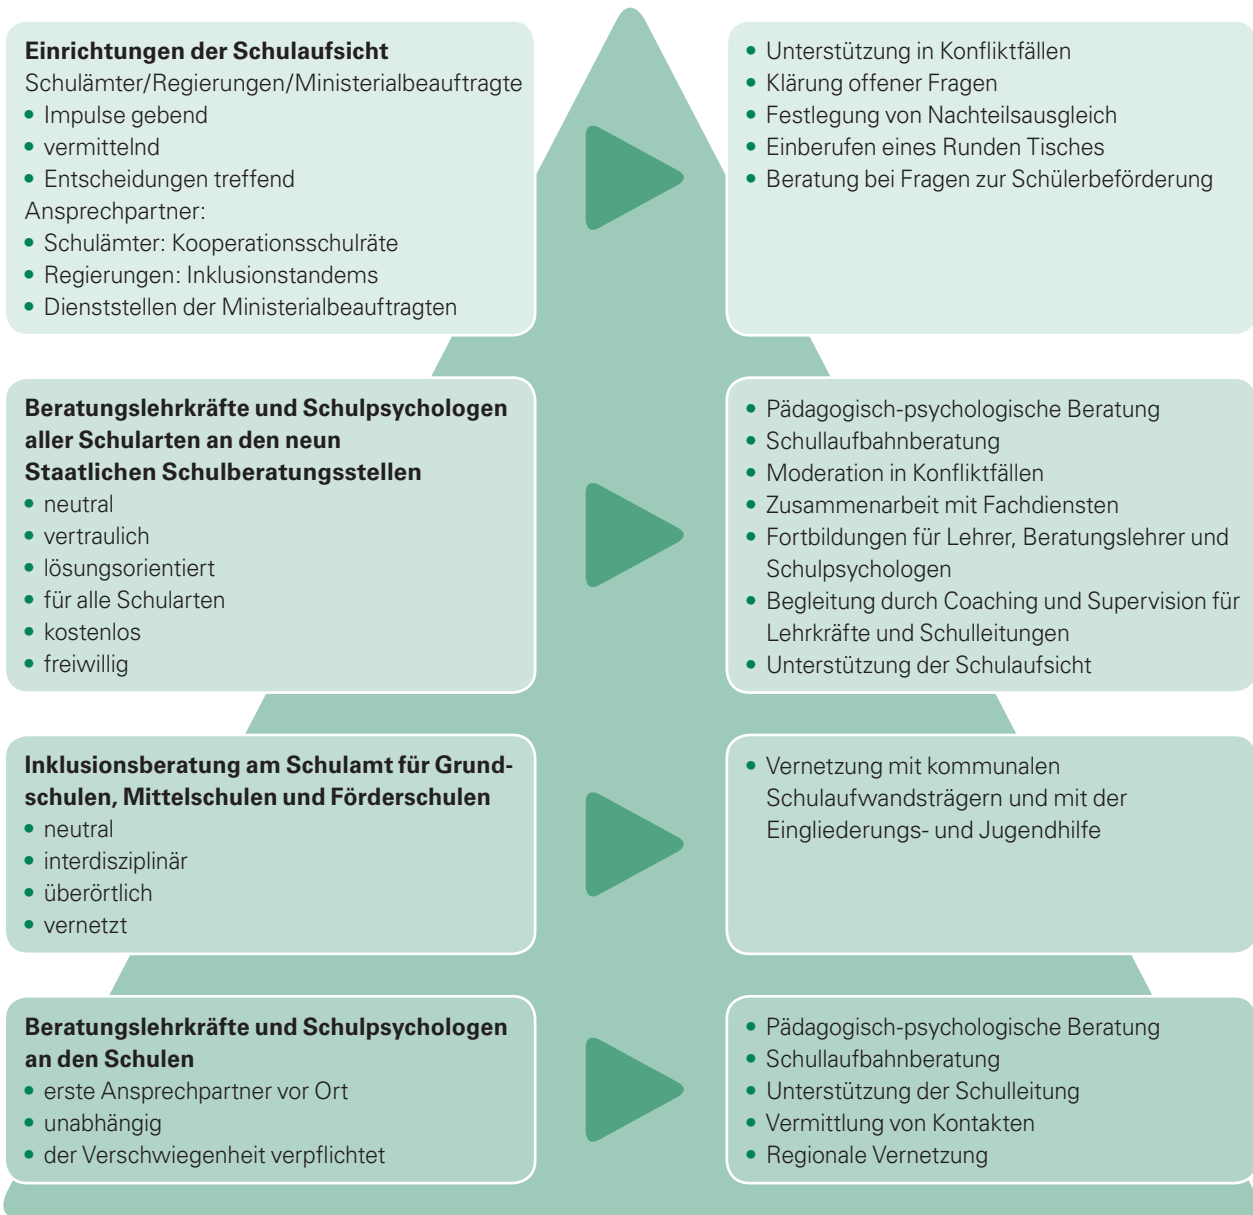 Einrichtungen der Schulaufsicht
Schulämter/Regierungen/Ministerialbeauftragte
• Impulse gebend
• vermittelnd
• Entscheidungen treffend
Ansprechpartner:
• Schulämter: Kooperationsschulräte
• Regierungen: Inklusionstandems
• Dienststellen der Ministerialbeauftragten
• Unterstützung in Konfliktfällen
• Klärung offener Fragen
• Festlegung von Nachteilsausgleich
• Einberufen eines Runden Tisches
• Beratung bei Fragen zur Schülerbeförderung
Beratungslehrkräfte und Schulpsychologen
aller Schularten an den neun
Staatlichen Schulberatungsstellen
• neutral
• vertraulich
• lösungsorientiert
• für alle Schularten
• kostenlos
• freiwillig
• Pädagogisch-psychologische Beratung
• Schullaufbahnberatung
• Moderation in Konfliktfällen
• Zusammenarbeit mit Fachdiensten
• Fortbildungen für Lehrer, Beratungslehrer und
Schulpsychologen
• Begleitung durch Coaching und Supervision für
Lehrkräfte und Schulleitungen
• Unterstützung der Schulaufsicht
Inklusionsberatung am Schulamt für Grund-
schulen, Mittelschulen und Förderschulen
• neutral
• interdisziplinär
• überörtlich
• vernetzt
• Vernetzung mit kommunalen
Schulaufwandsträgern und mit der
Eingliederungs- und Jugendhilfe
Beratungslehrkräfte und Schulpsychologen
an den Schulen
• erste Ansprechpartner vor Ort
• unabhängig
• der Verschwiegenheit verpflichtet
• Pädagogisch-psychologische Beratung
• Schullaufbahnberatung
• Unterstützung der Schulleitung
• Vermittlung von Kontakten
• Regionale Vernetzung